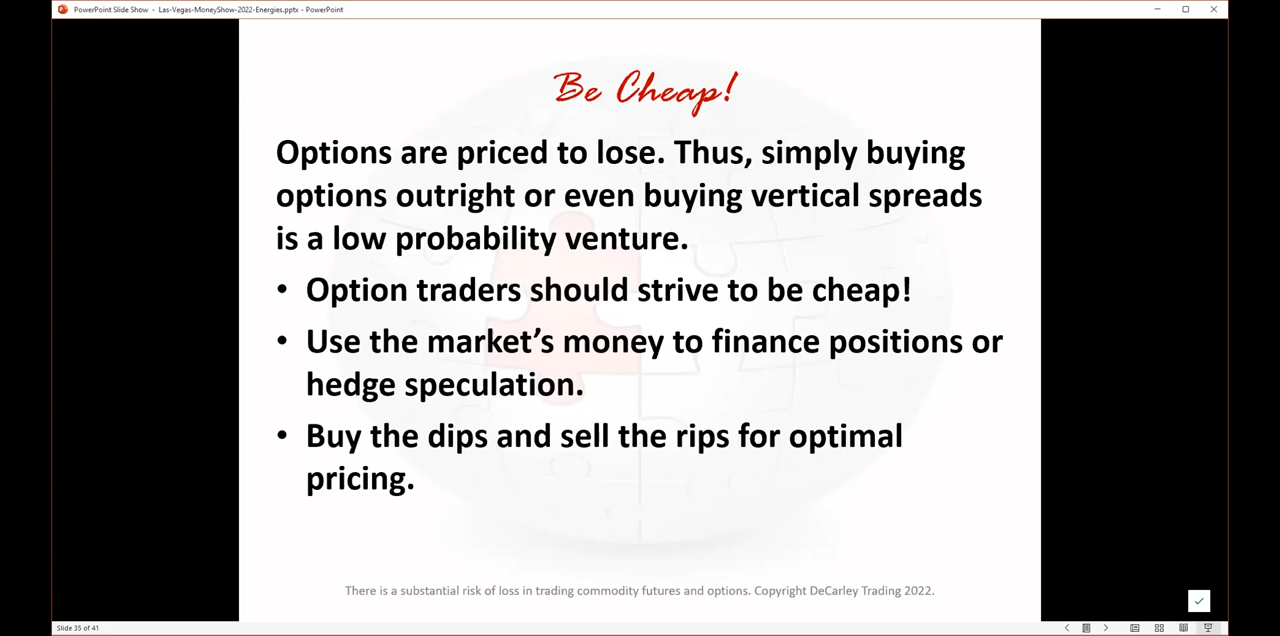 PowerPoint Slide Show - Las-Vegas-MoneyShow-2022-Energies.pptx - PowerPoint
Be Cheap!
Options are priced to lose. Thus, simply buying
options outright or even buying vertical spreads
is a low probability venture.
• Option traders should strive to be cheap!
• Use the market’s money to finance positions or
hedge speculation.
• Buy the dips and sell the rips for optimal
pricing.
There is a substantial risk of loss in trading commodity futures and options. Copyright DeCarley Trading 2022.
Slide 35 of 41